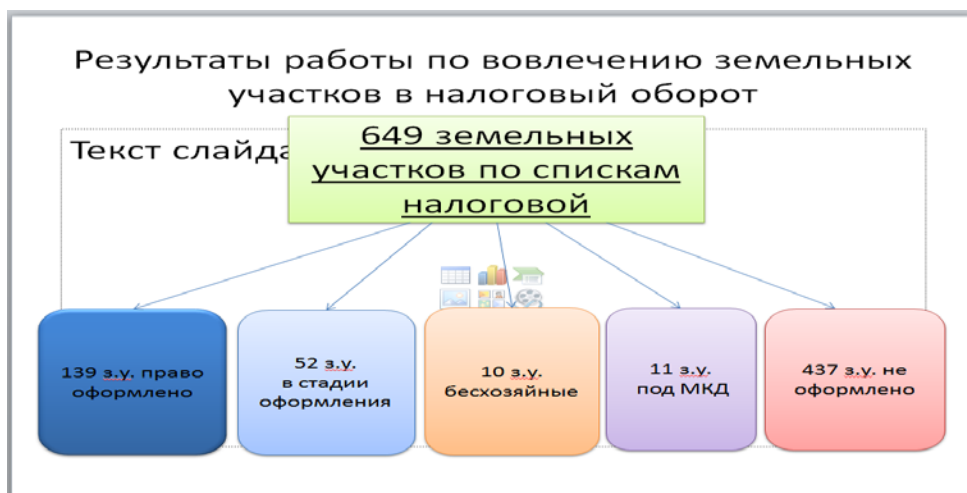 Результаты работы по вовлечению земельных
участков в налоговый оборот
Текст слайда
649 земельных
участков по спискам
налоговой
139 з.у. право
оформлено
52 з.у.
в стадии
оформления
10 з.у.
бесхозяйные
11 з.у.
под МКД
437 з.у. не
оформлено